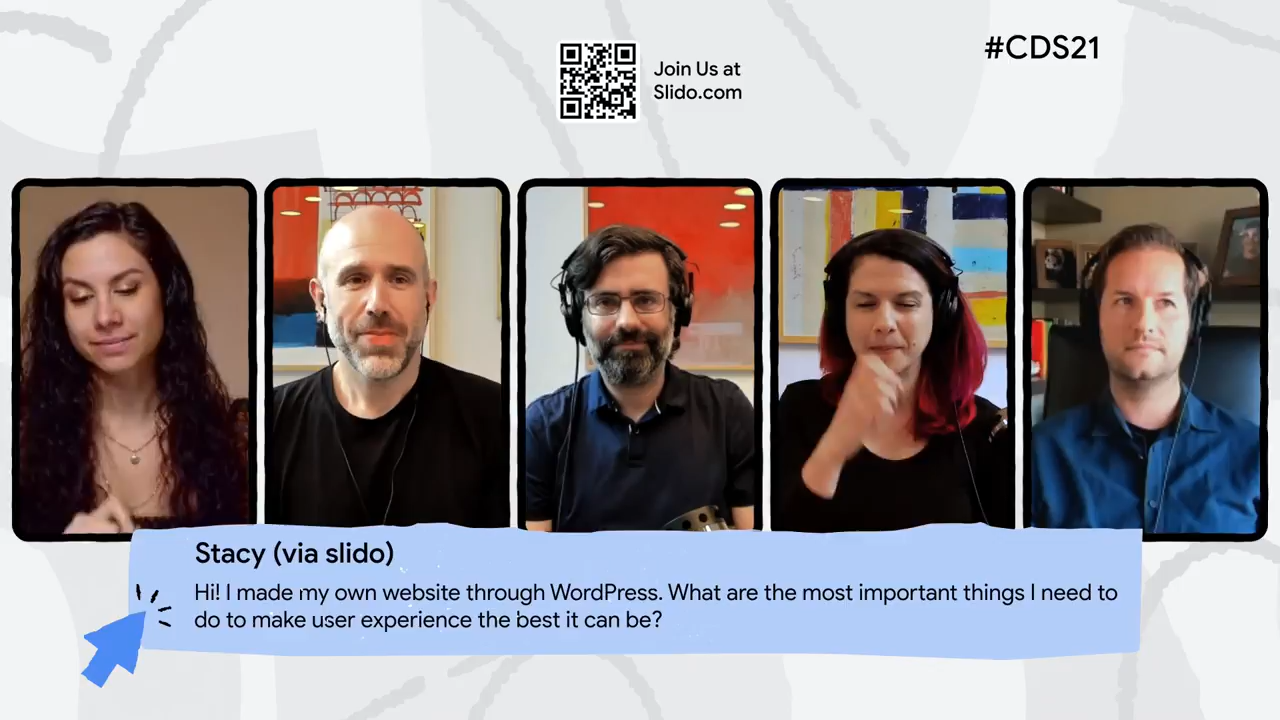 #CDS21
Join Us at
Slido.com
Stacy (via slido)
Hi! I made my own website through WordPress. What are the most important things I need to
do to make user experience the best it can be?